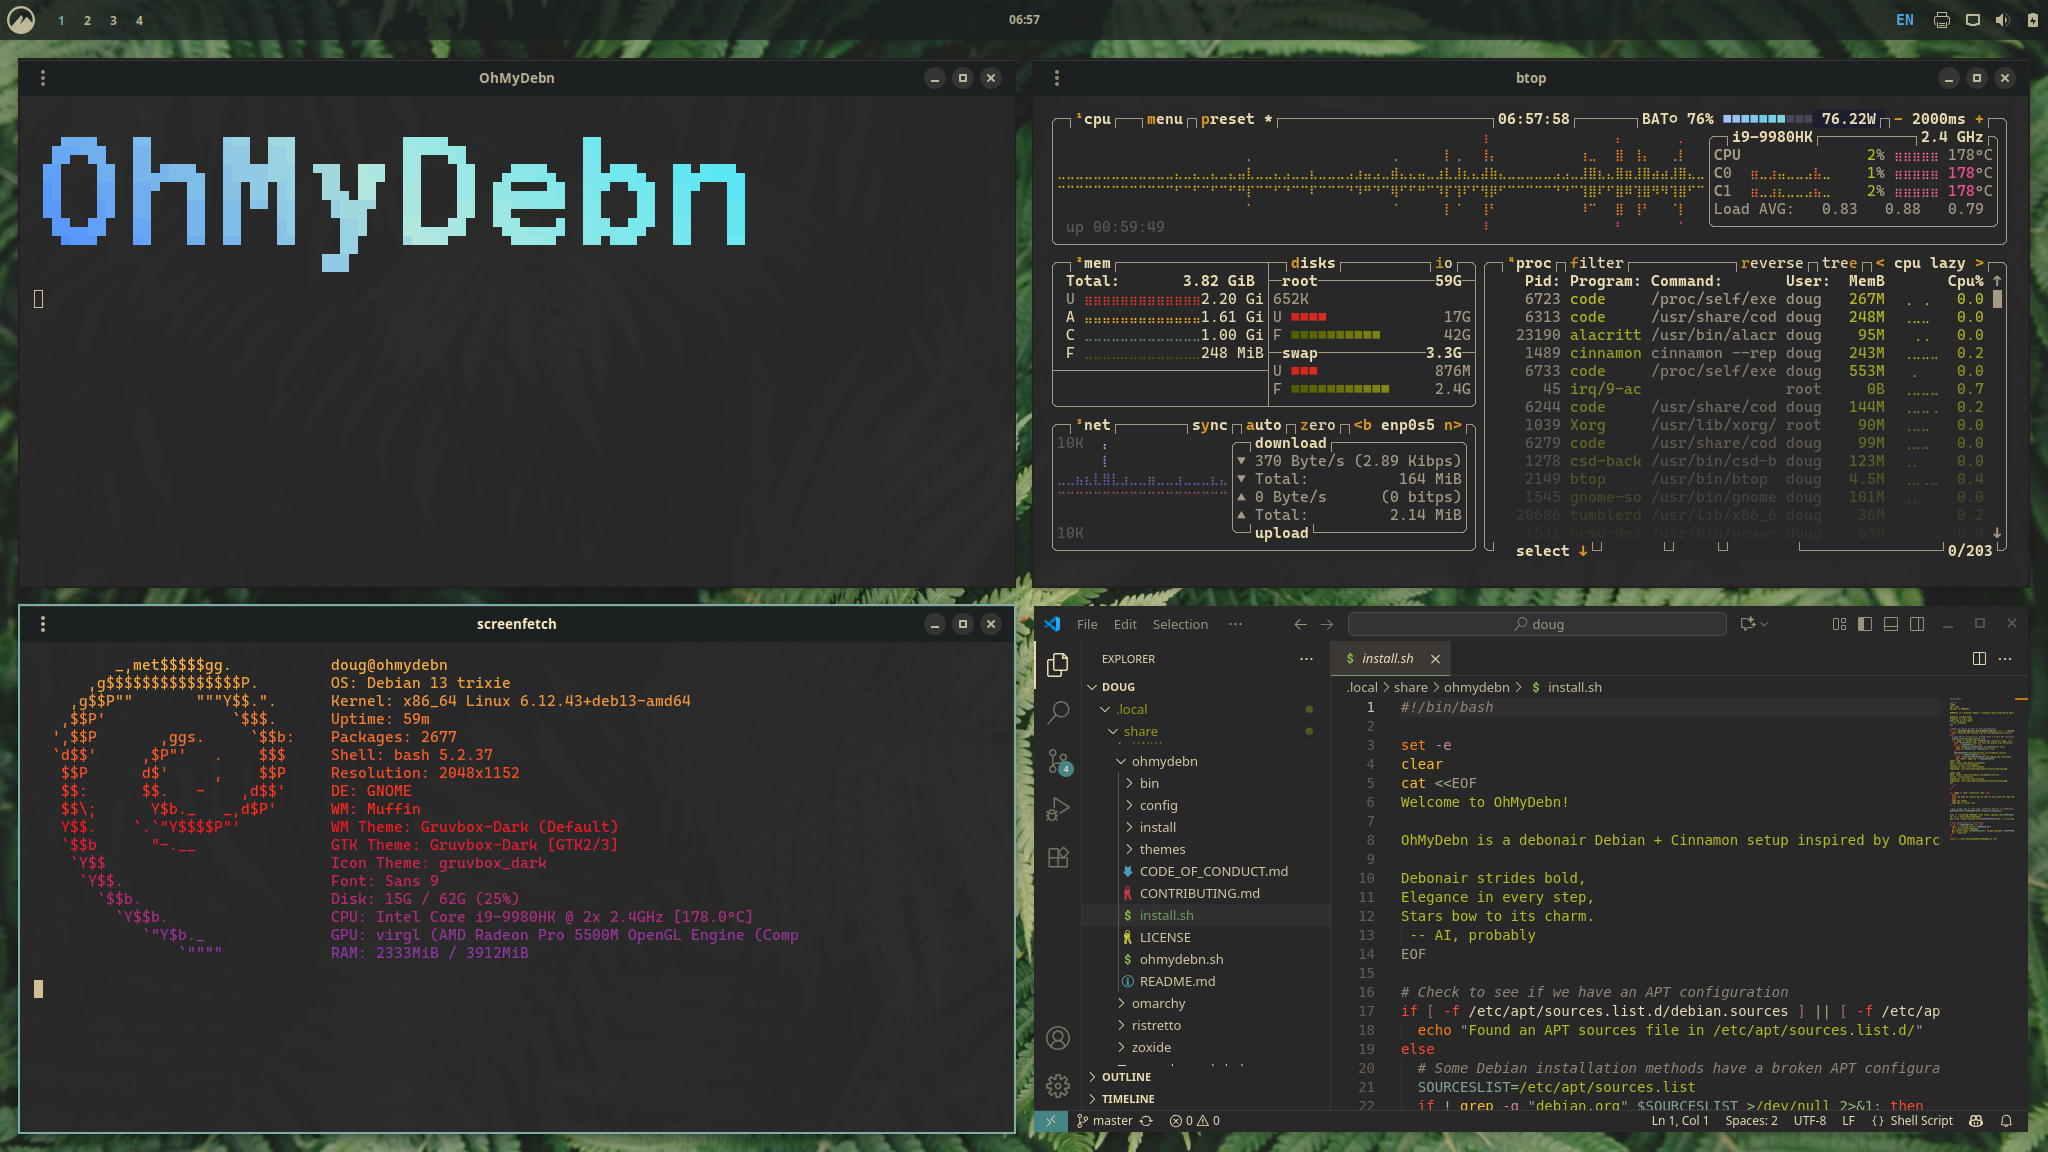 1 2 3 4
06:57
EN
OhMyDebn
OhMyDebn
btop
¹cpu menu preset * 06:57:58 BAT 76% 76.22W - 2000ms +
i9-9980HK 2.4 GHz
CPU 2% 178°C
C0 1% 178°C
C1 2% 178°C
Load AVG: 0.83 0.88 0.79
up 00:59:49
²mem
Total: 3.82 GiB
U 2.20 Gi
A 1.61 Gi
C 1.00 Gi
F 248 MiB
disks io
root 59G
652K
U 17G
F 42G
swap 3.3G
U 876M
F 2.4G
³net sync auto zero <b enp0s5 n>
10K
download
▼ 370 Byte/s (2.89 Kibps)
▼ Total: 164 MiB
▲ 0 Byte/s (0 bitps)
▲ Total: 2.14 MiB
upload
10K
⁴proc filter reverse tree < cpu lazy >
Pid: Program: Command: User: MemB Cpu% ↑
6723 code /proc/self/exe doug 267M 0.0
6313 code /usr/share/cod doug 248M 0.0
23190 alacritt /usr/bin/alacr doug 95M 0.0
1489 cinnamon cinnamon --rep doug 243M 0.2
6733 code /proc/self/exe doug 553M 0.0
45 irq/9-ac root 0B 0.7
6244 code /usr/share/cod doug 144M 0.2
1039 Xorg /usr/lib/xorg/ root 90M 0.0
6279 code /usr/share/cod doug 99M 0.0
1278 csd-back /usr/bin/csd-b doug 123M 0.0
2149 btop /usr/bin/btop doug 4.5M 0.4
1545 gnome-so /usr/bin/gnome doug 101M 0.0
20686 tumblerd /usr/lib/x86_6 doug 36M 0.2
1531 nemo-des /usr/bin/nemo- doug 63M 0.0 ↓
select ↓ 0/203
screenfetch
_,met$$$$$gg.
,g$$$$$$$$$$$$$$$P.
,g$$P"" """Y$$.".
,$$P' `$$$.
',$$P ,ggs. `$$b:
`d$$' ,$P"' . $$$
$$P d$' , $$P
$$: $$. - ,d$$'
$$\; Y$b._ _,d$P'
Y$$. `.`"Y$$$$P"'
`$$b "-.__
`Y$$
`Y$$.
`$$b.
`Y$$b.
`"Y$b._
`""""
doug@ohmydebn
OS: Debian 13 trixie
Kernel: x86_64 Linux 6.12.43+deb13-amd64
Uptime: 59m
Packages: 2677
Shell: bash 5.2.37
Resolution: 2048x1152
DE: GNOME
WM: Muffin
WM Theme: Gruvbox-Dark (Default)
GTK Theme: Gruvbox-Dark [GTK2/3]
Icon Theme: gruvbox_dark
Font: Sans 9
Disk: 15G / 62G (25%)
CPU: Intel Core i9-9980HK @ 2x 2.4GHz [178.0°C]
GPU: virgl (AMD Radeon Pro 5500M OpenGL Engine (Comp
RAM: 2333MiB / 3912MiB
File Edit Selection ···
doug
EXPLORER ···
DOUG
.local
share
ohmydebn
bin
config
install
themes
CODE_OF_CONDUCT.md
CONTRIBUTING.md
$ install.sh
LICENSE
$ ohmydebn.sh
README.md
omarchy
ristretto
zoxide
OUTLINE
TIMELINE
4
$ install.sh
.local > share > ohmydebn > $ install.sh
1 #!/bin/bash
2
3 set -e
4 clear
5 cat <<EOF
6 Welcome to OhMyDebn!
7
8 OhMyDebn is a debonair Debian + Cinnamon setup inspired by Omarc
9
10 Debonair strides bold,
11 Elegance in every step,
12 Stars bow to its charm.
13 -- AI, probably
14 EOF
15
16 # Check to see if we have an APT configuration
17 if [ -f /etc/apt/sources.list.d/debian.sources ] || [ -f /etc/ap
18 echo "Found an APT sources file in /etc/apt/sources.list.d/"
19 else
20 # Some Debian installation methods have a broken APT configura
21 SOURCESLIST=/etc/apt/sources.list
22 if ! grep -q "debian.org" $SOURCESLIST >/dev/null 2>&1; then
master 0 0
Ln 1, Col 1 Spaces: 2 UTF-8 LF {} Shell Script